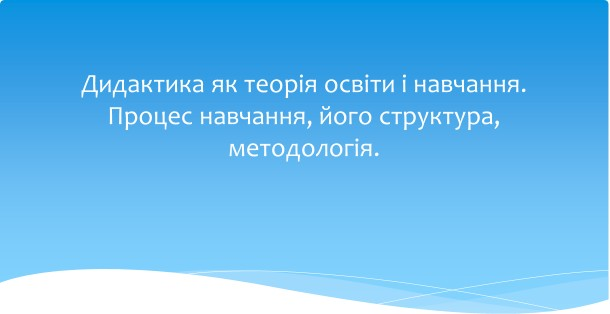 Дидактика як теорія освіти і навчання.
Процес навчання, його структура,
методологія.